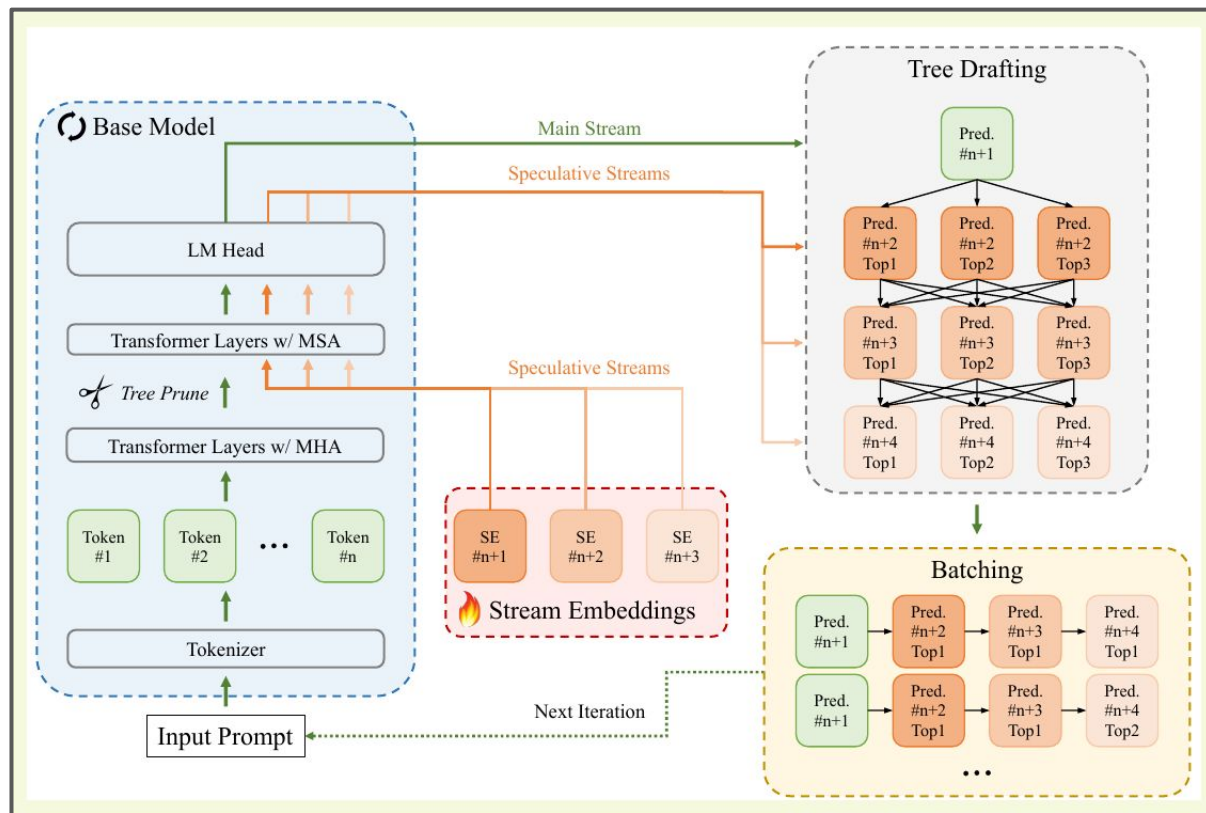 Base Model
LM Head
Transformer Layers w/ MSA
Tree Prune
Transformer Layers w/ MHA
Token
#1
Token
#2
...
Token
#n
Tokenizer
Input Prompt
Main Stream
Speculative Streams
Speculative Streams
SE
#n+1
SE
#n+2
SE
#n+3
Stream Embeddings
Tree Drafting
Pred.
#n+1
Pred.
#n+2
Top1
Pred.
#n+2
Top2
Pred.
#n+2
Top3
Pred.
#n+3
Top1
Pred.
#n+3
Top2
Pred.
#n+3
Top3
Pred.
#n+4
Top1
Pred.
#n+4
Top2
Pred.
#n+4
Top3
Batching
Pred.
#n+1
Pred.
#n+2
Top1
Pred.
#n+3
Top1
Pred.
#n+4
Top1
Pred.
#n+1
Pred.
#n+2
Top1
Pred.
#n+3
Top1
Pred.
#n+4
Top2
...
Next Iteration